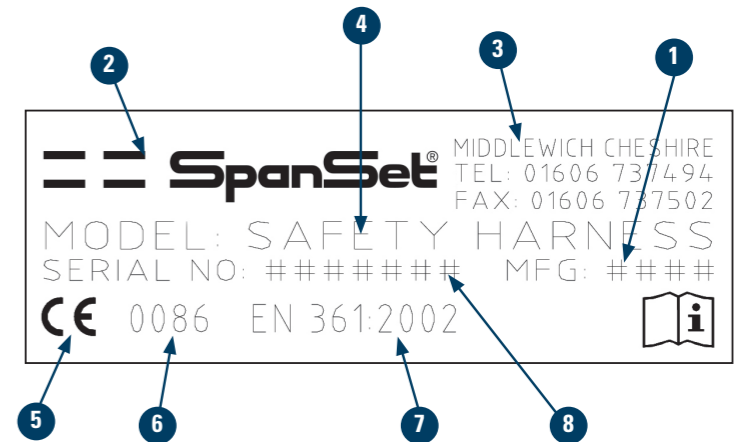 4
3
1
2
SpanSet®
MIDDLEWICH CHESHIRE
TEL: 01606 737494
FAX: 01606 737502
MODEL: SAFETY HARNESS
SERIAL NO: ####### MFG: ####
CE 0086 EN 361:2002 i
5 6 7 8